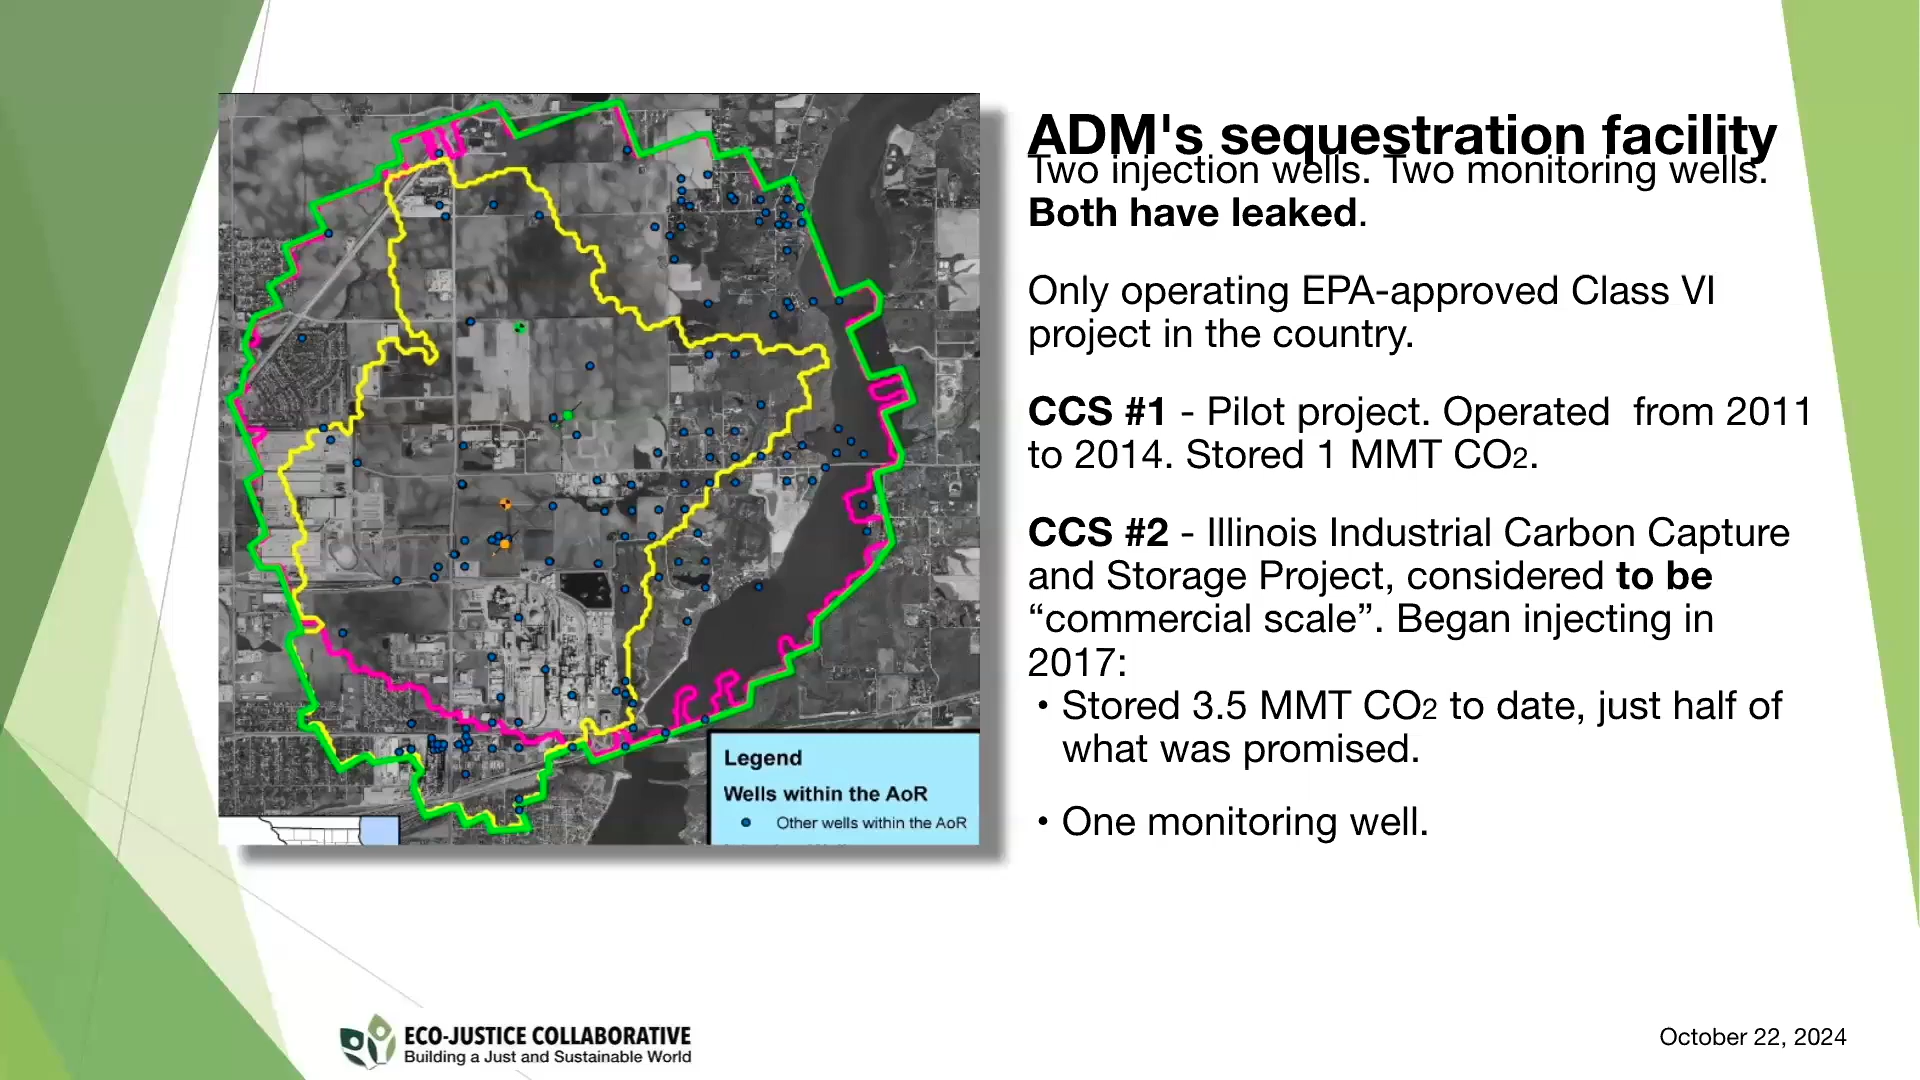 ADM's sequestration facility
Two injection wells. Two monitoring wells.
Both have leaked.
Only operating EPA-approved Class VI
project in the country.
CCS #1 - Pilot project. Operated  from 2011
to 2014. Stored 1 MMT CO2.
CCS #2 - Illinois Industrial Carbon Capture
and Storage Project, considered to be
“commercial scale”. Began injecting in
2017:
• Stored 3.5 MMT CO2 to date, just half of
what was promised.
• One monitoring well.
Legend
Wells within the AoR
Other wells within the AoR
ECO-JUSTICE COLLABORATIVE
Building a Just and Sustainable World
October 22, 2024